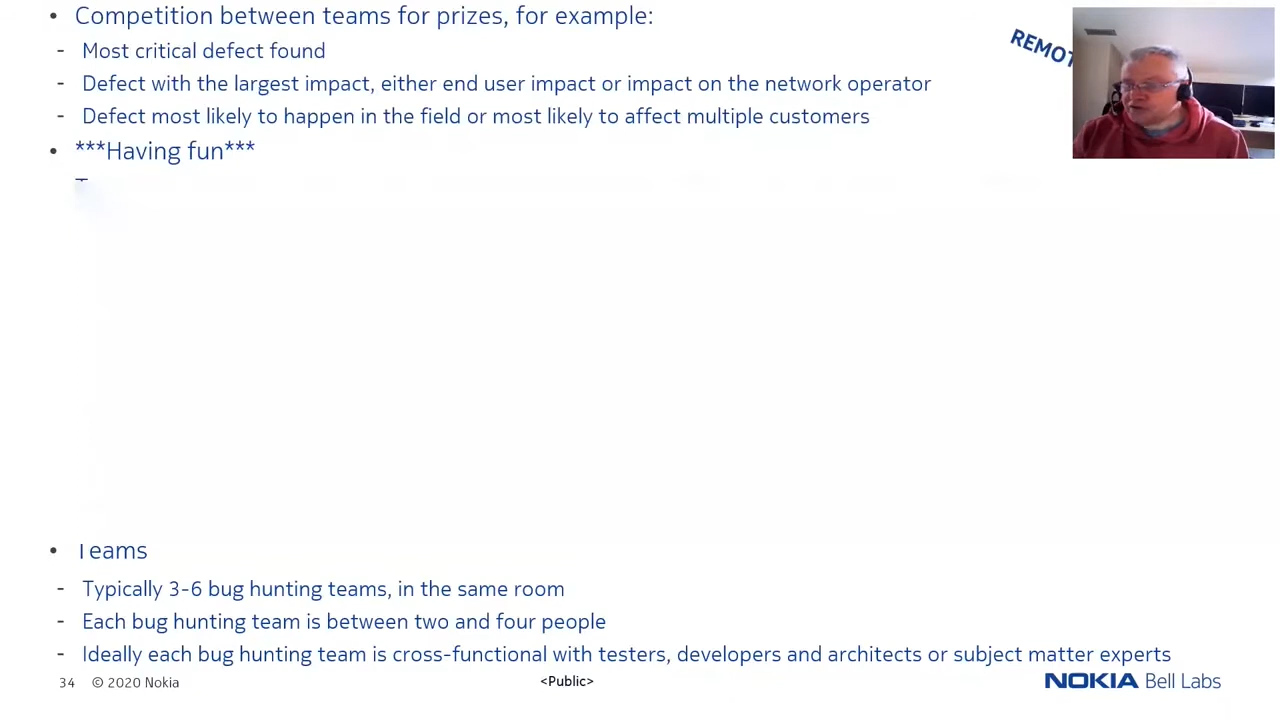 • Competition between teams for prizes, for example:
- Most critical defect found
- Defect with the largest impact, either end user impact or impact on the network operator
- Defect most likely to happen in the field or most likely to affect multiple customers
• ***Having fun***
• Teams
- Typically 3-6 bug hunting teams, in the same room
- Each bug hunting team is between two and four people
- Ideally each bug hunting team is cross-functional with testers, developers and architects or subject matter experts
34 © 2020 Nokia
<Public>
NOKIA Bell Labs